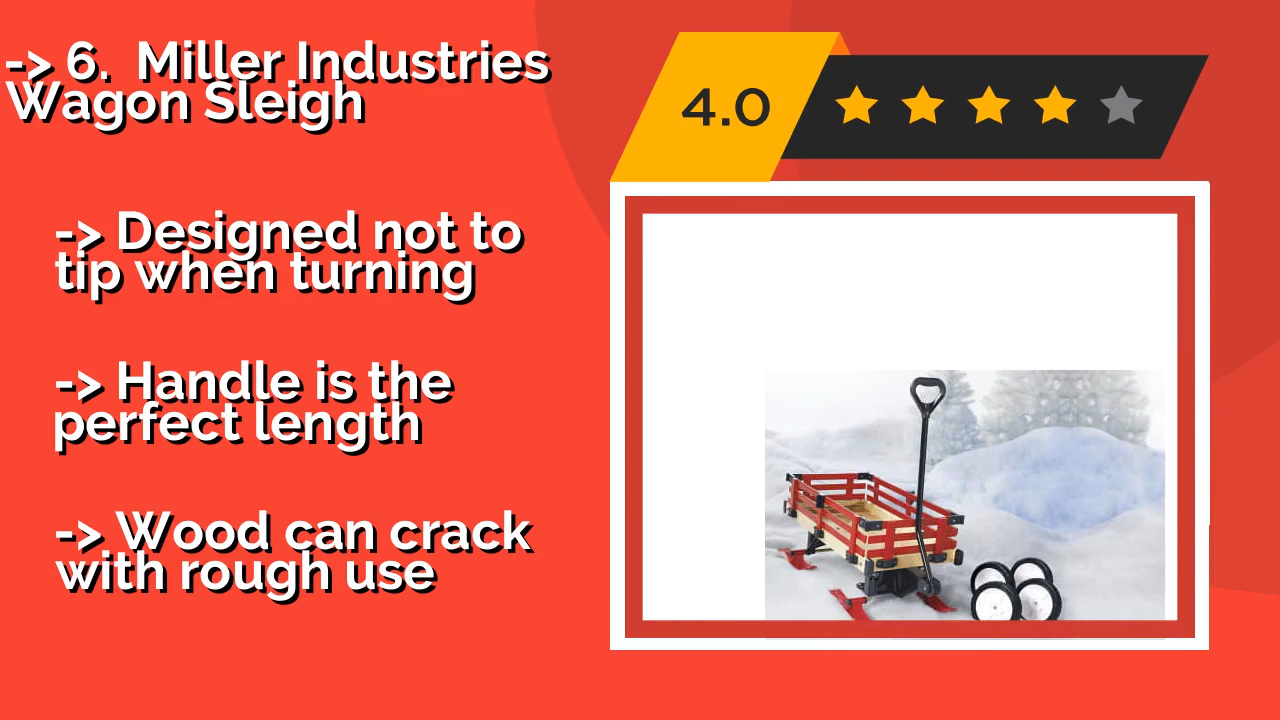 -> 6.  Miller Industries
Wagon Sleigh
4.0
-> Designed not to
tip when turning
-> Handle is the
perfect length
-> Wood can crack
with rough use